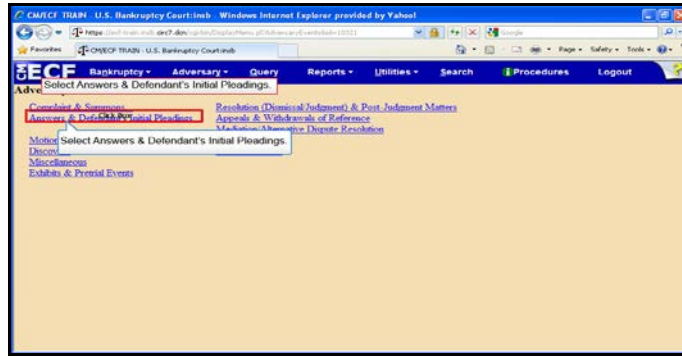 CM/ECF TRAIN - U.S. Bankruptcy Court:insb - Windows Internet Explorer provided by Yahoo!
Google
Favorites CM/ECF TRAIN - U.S. Bankruptcy Court:insb Page Safety Tools
ECF Bankruptcy Adversary Query Reports Utilities Search Procedures Logout
Select Answers & Defendant's Initial Pleadings.
Adve
Complaint & Summons Resolution (Dismissal/Judgment) & Post-Judgment Matters
Answers & Defendant's Initial Pleadings Appeals & Withdrawals of Reference
Mediation/Alternative Dispute Resolution
Select Answers & Defendant's Initial Pleadings.
Motion
Discov
Miscellaneous
Exhibits & Pretrial Events